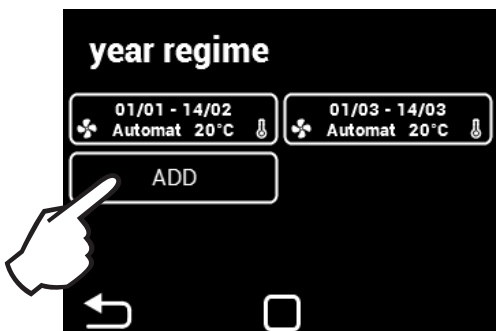 year regime
01/01 - 14/02
Automat 20°C
01/03 - 14/03
Automat 20°C
ADD